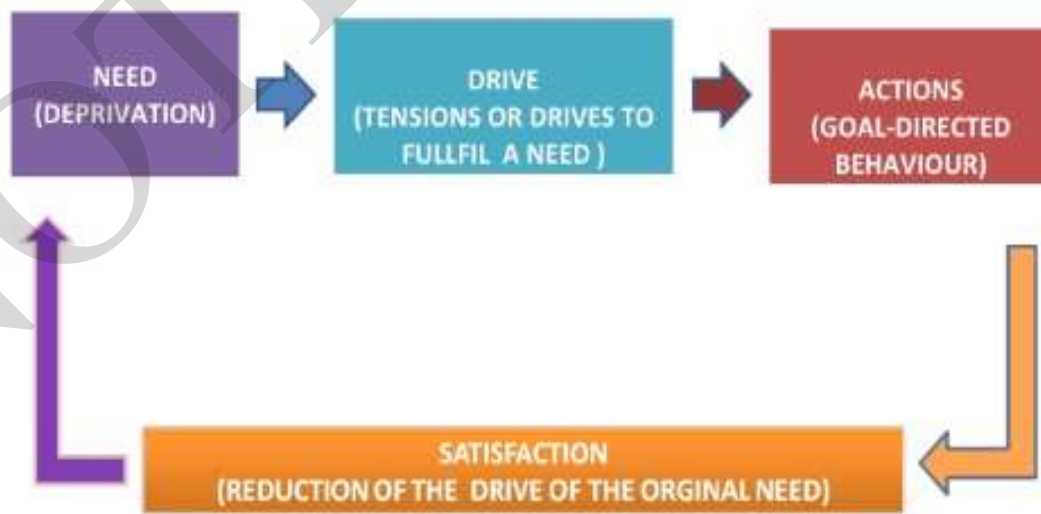 NEED
(DEPRIVATION)
DRIVE
(TENSIONS OR DRIVES TO
FULLFIL A NEED )
ACTIONS
(GOAL-DIRECTED
BEHAVIOUR)
SATISFACTION
(REDUCTION OF THE DRIVE OF THE ORGINAL NEED)